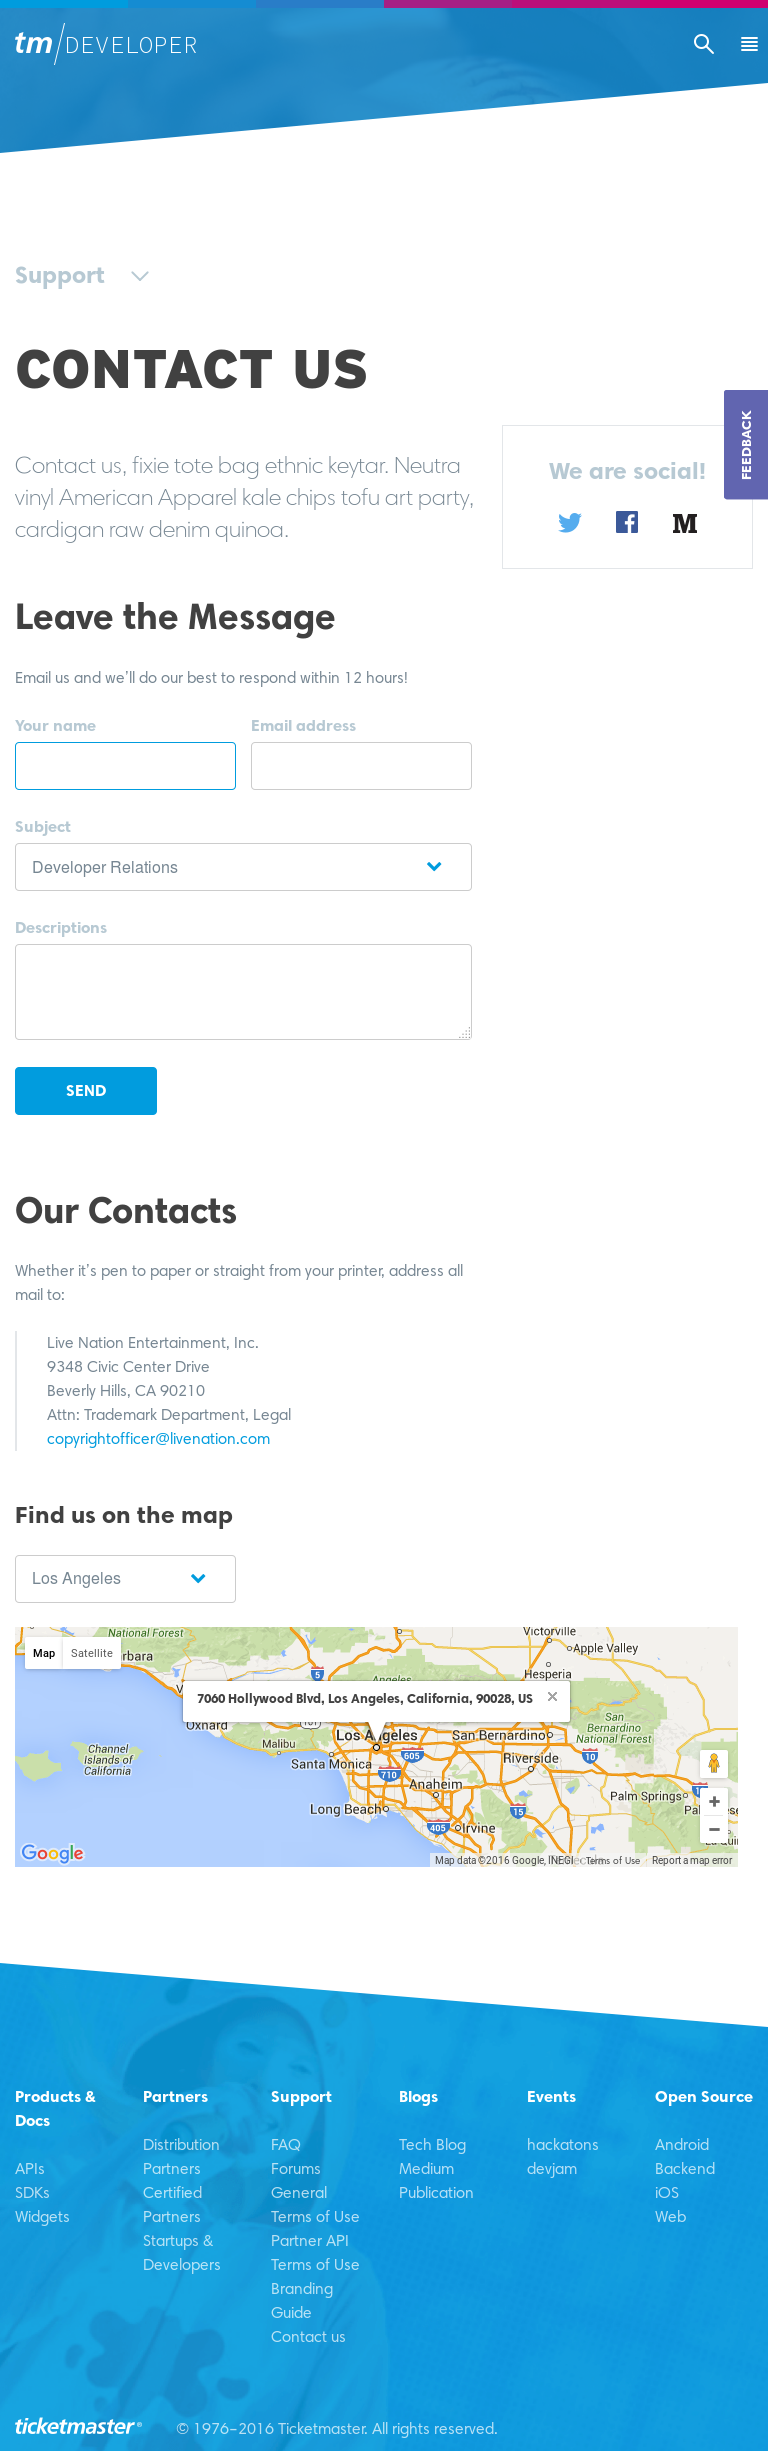 tm/DEVELOPER
Support
CONTACT US
FEEDBACK
Contact us, fixie tote bag ethnic keytar. Neutra
vinyl American Apparel kale chips tofu art party,
cardigan raw denim quinoa.
We are social!
M
Leave the Message
Email us and we'll do our best to respond within 12 hours!
Your name
Email address
Subject
Developer Relations
Descriptions
SEND
Our Contacts
Whether it's pen to paper or straight from your printer, address all
mail to:
Live Nation Entertainment, Inc.
9348 Civic Center Drive
Beverly Hills, CA 90210
Attn: Trademark Department, Legal
copyrightofficer@livenation.com
Find us on the map
Los Angeles
National Forest
Victorville
Map
Satellite
Apple Valley
Hesperia
7060 Hollywood Blvd, Los Angeles, California, 90028, US
Oxnard
Los Angeles
San Bernardino
San Bernardino
National Forest
Malibu
Santa Monica
Riverside
Channel
Islands of
California
Anaheim
Palm Springs
Long Beach
Irvine
5
101
605
710
10
15
405
Google
Map data ©2016 Google, INEGI
Terms of Use
Report a map error
Products &
Docs
APIs
SDKs
Widgets
Partners
Distribution
Partners
Certified
Partners
Startups &
Developers
Support
FAQ
Forums
General
Terms of Use
Partner API
Terms of Use
Branding
Guide
Contact us
Blogs
Tech Blog
Medium
Publication
Events
hackatons
devjam
Open Source
Android
Backend
iOS
Web
ticketmaster®
© 1976–2016 Ticketmaster. All rights reserved.